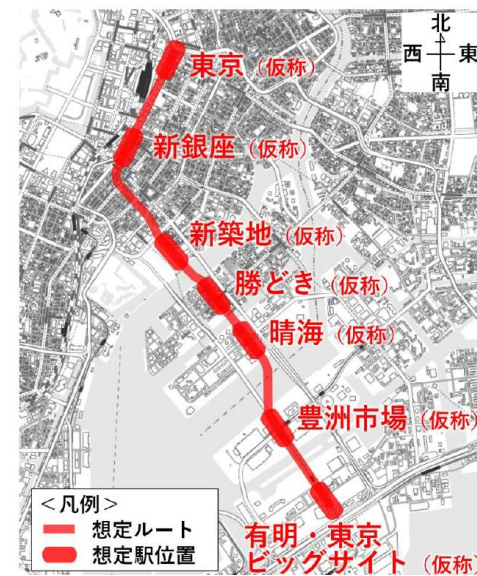 北
西 東
南
東京 (仮称)
新銀座 (仮称)
新築地 (仮称)
勝どき (仮称)
晴海 (仮称)
豊洲市場 (仮称)
有明・東京
ビッグサイト (仮称)
<凡例>
想定ルート
想定駅位置